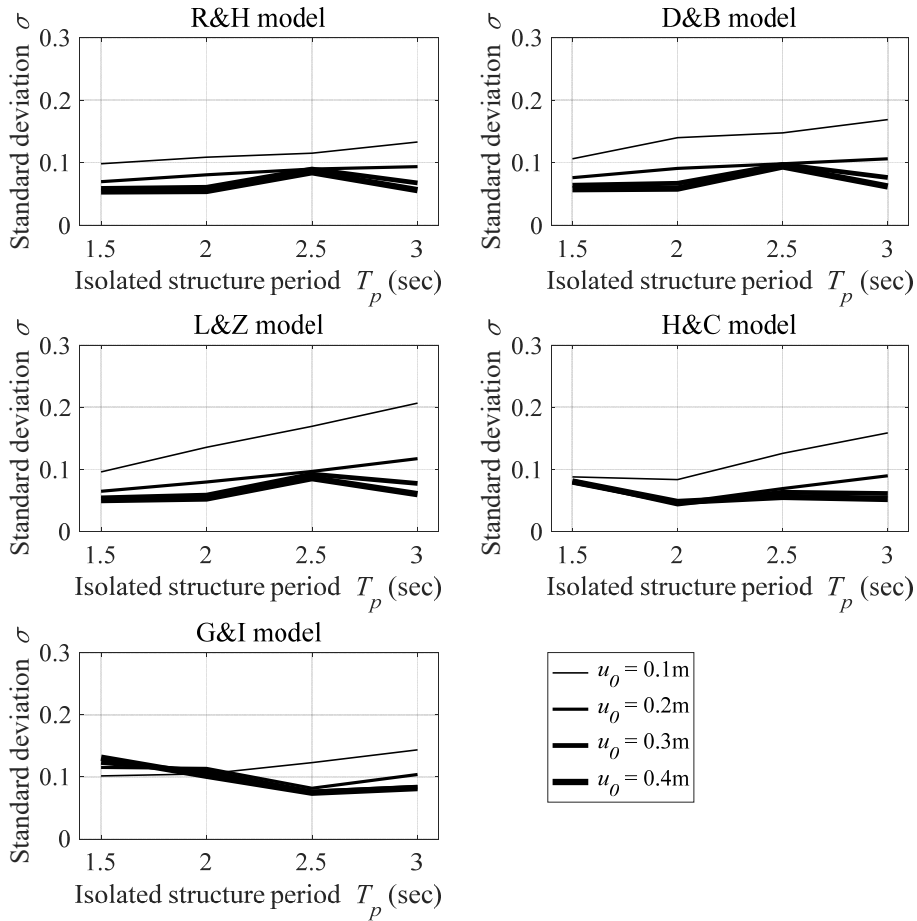 R&H model
Standard deviation σ
0.3
0.2
0.1
0
1.5 2 2.5 3
Isolated structure period T_p (sec)
D&B model
Standard deviation σ
0.3
0.2
0.1
0
1.5 2 2.5 3
Isolated structure period T_p (sec)
L&Z model
Standard deviation σ
0.3
0.2
0.1
0
1.5 2 2.5 3
Isolated structure period T_p (sec)
H&C model
Standard deviation σ
0.3
0.2
0.1
0
1.5 2 2.5 3
Isolated structure period T_p (sec)
G&I model
Standard deviation σ
0.3
0.2
0.1
0
1.5 2 2.5 3
Isolated structure period T_p (sec)
u_0 = 0.1m
u_0 = 0.2m
u_0 = 0.3m
u_0 = 0.4m